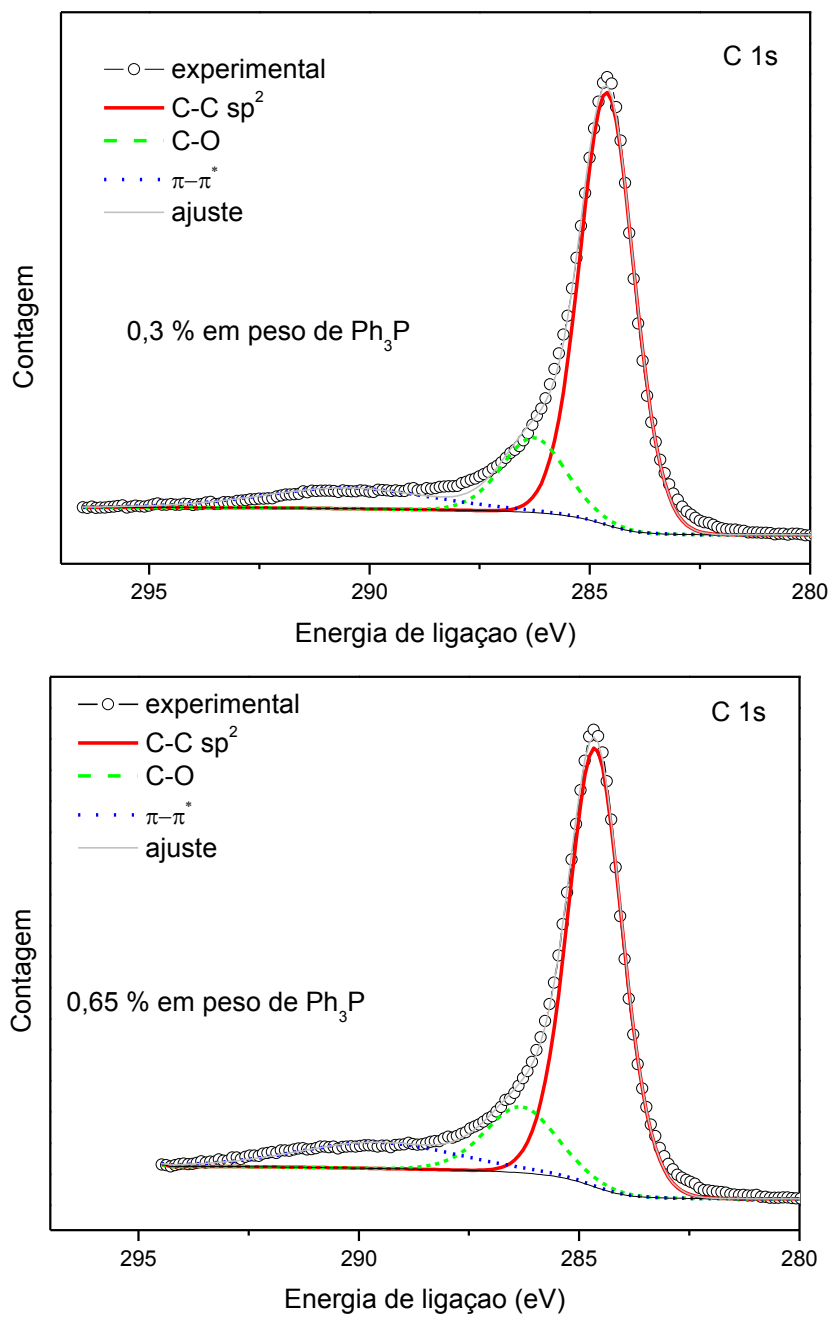 C 1s
experimental
C-C sp²
C-O
π−π*
ajuste
0,3 % em peso de Ph₃P
Contagem
295 290 285 280
Energia de ligaçao (eV)
C 1s
experimental
C-C sp²
C-O
π−π*
ajuste
0,65 % em peso de Ph₃P
Contagem
295 290 285 280
Energia de ligaçao (eV)